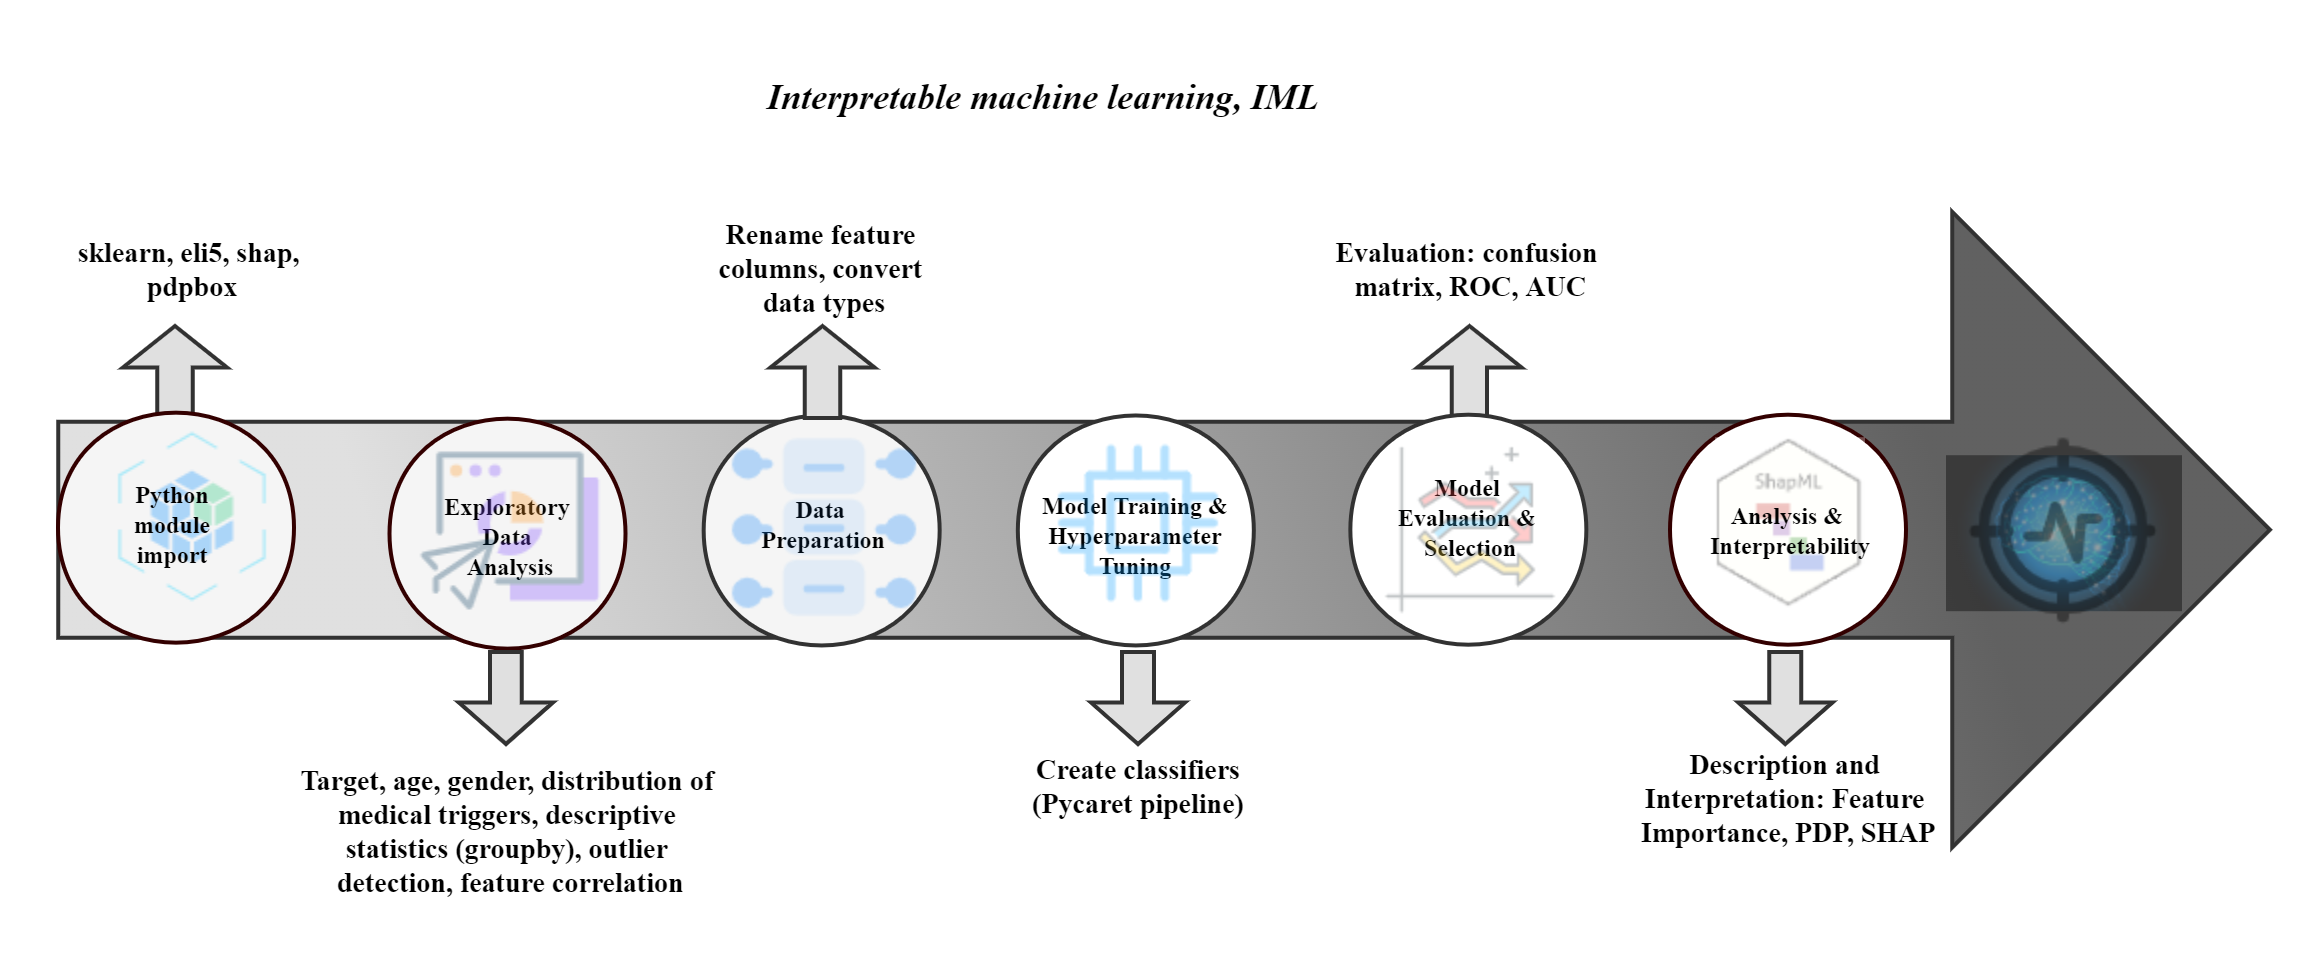 Interpretable machine learning, IML
sklearn, eli5, shap,
pdpbox
Rename feature
columns, convert
data types
Evaluation: confusion
matrix, ROC, AUC
Python
module
import
Exploratory
Data
Analysis
Data
Preparation
Model Training &
Hyperparameter
Tuning
Model
Evaluation &
Selection
ShapML
Analysis &
Interpretability
Target, age, gender, distribution of
medical triggers, descriptive
statistics (groupby), outlier
detection, feature correlation
Create classifiers
(Pycaret pipeline)
Description and
Interpretation: Feature
Importance, PDP, SHAP